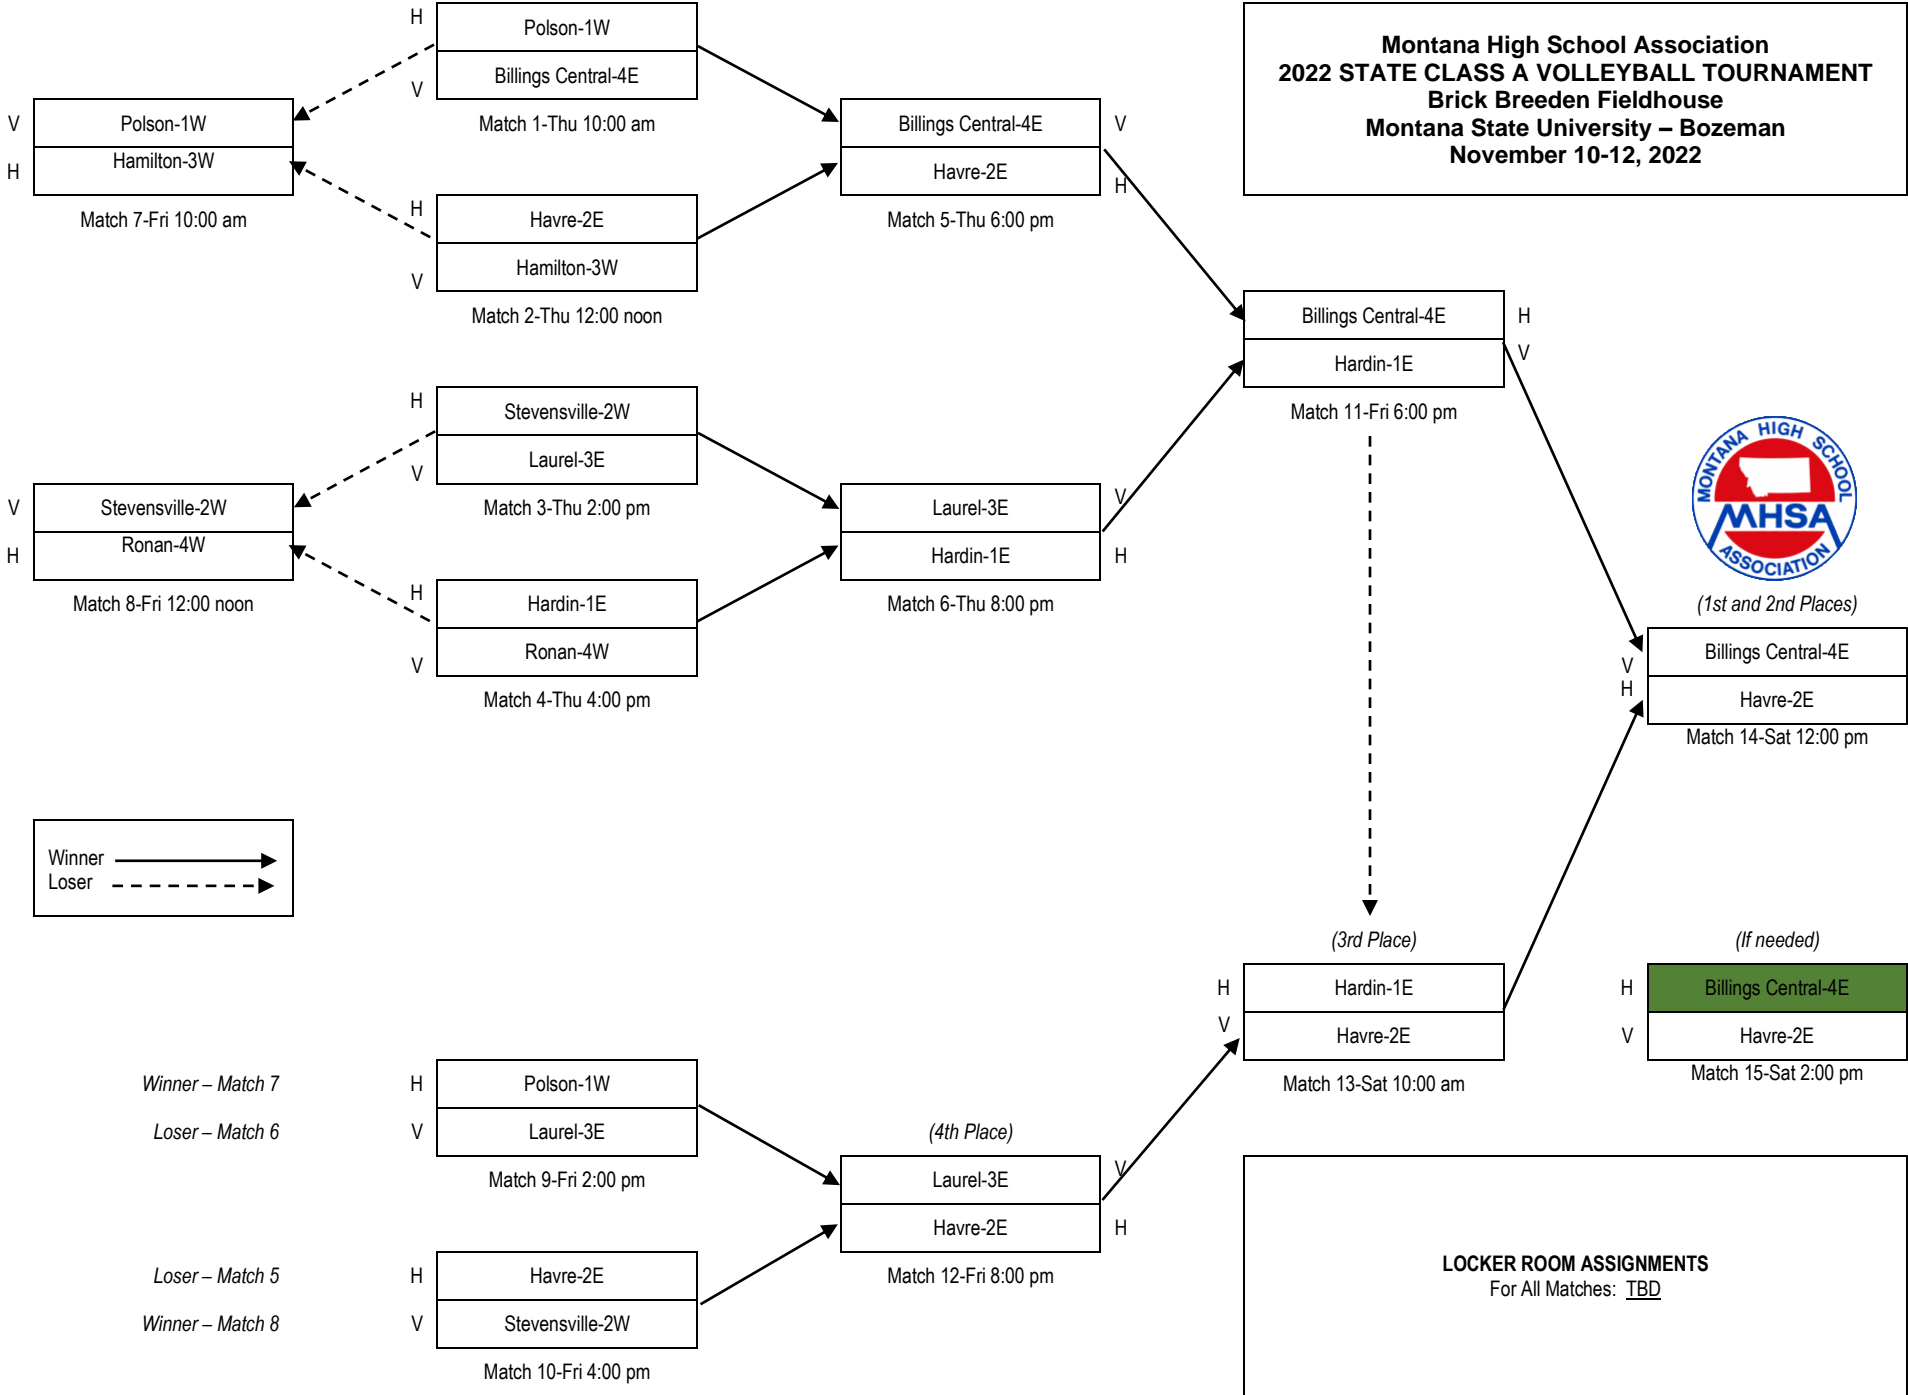 Montana High School Association
2022 STATE CLASS A VOLLEYBALL TOURNAMENT
Brick Breeden Fieldhouse
Montana State University – Bozeman
November 10-12, 2022
H
Polson-1W
V
Billings Central-4E
Match 1-Thu 10:00 am
V
Polson-1W
H
Hamilton-3W
Match 7-Fri 10:00 am
H
Havre-2E
V
Hamilton-3W
Match 2-Thu 12:00 noon
Billings Central-4E
V
Havre-2E
H
Match 5-Thu 6:00 pm
H
Stevensville-2W
V
Laurel-3E
Match 3-Thu 2:00 pm
V
Stevensville-2W
H
Ronan-4W
Match 8-Fri 12:00 noon
H
Hardin-1E
V
Ronan-4W
Match 4-Thu 4:00 pm
Laurel-3E
V
Hardin-1E
H
Match 6-Thu 8:00 pm
Billings Central-4E
H
Hardin-1E
V
Match 11-Fri 6:00 pm
MONTANA HIGH SCHOOL
MHSA
ASSOCIATION
(1st and 2nd Places)
V
Billings Central-4E
H
Havre-2E
Match 14-Sat 12:00 pm
Winner
Loser
(3rd Place)
H
Hardin-1E
V
Havre-2E
Match 13-Sat 10:00 am
(If needed)
H
Billings Central-4E
V
Havre-2E
Match 15-Sat 2:00 pm
Winner – Match 7
H
Polson-1W
Loser – Match 6
V
Laurel-3E
Match 9-Fri 2:00 pm
(4th Place)
Laurel-3E
V
Havre-2E
H
Match 12-Fri 8:00 pm
Loser – Match 5
H
Havre-2E
Winner – Match 8
V
Stevensville-2W
Match 10-Fri 4:00 pm
LOCKER ROOM ASSIGNMENTS
For All Matches: TBD